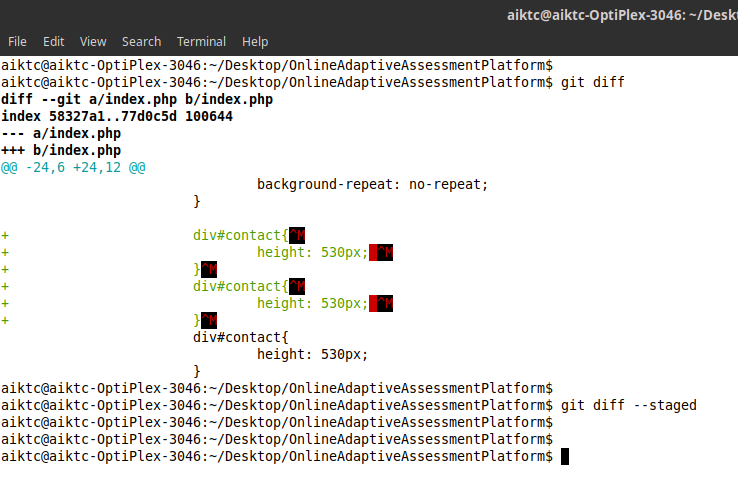 aiktc@aiktc-OptiPlex-3046: ~/Deskt
File Edit View Search Terminal Help
aiktc@aiktc-OptiPlex-3046:~/Desktop/OnlineAdaptiveAssessmentPlatform$
aiktc@aiktc-OptiPlex-3046:~/Desktop/OnlineAdaptiveAssessmentPlatform$ git diff
diff --git a/index.php b/index.php
index 58327a1..77d0c5d 100644
--- a/index.php
+++ b/index.php
@@ -24,6 +24,12 @@
background-repeat: no-repeat;
}
+ div#contact{^M
+ height: 530px; ^M
+ }^M
+ div#contact{^M
+ height: 530px; ^M
+ }^M
div#contact{
height: 530px;
}
aiktc@aiktc-OptiPlex-3046:~/Desktop/OnlineAdaptiveAssessmentPlatform$
aiktc@aiktc-OptiPlex-3046:~/Desktop/OnlineAdaptiveAssessmentPlatform$ git diff --staged
aiktc@aiktc-OptiPlex-3046:~/Desktop/OnlineAdaptiveAssessmentPlatform$
aiktc@aiktc-OptiPlex-3046:~/Desktop/OnlineAdaptiveAssessmentPlatform$
aiktc@aiktc-OptiPlex-3046:~/Desktop/OnlineAdaptiveAssessmentPlatform$